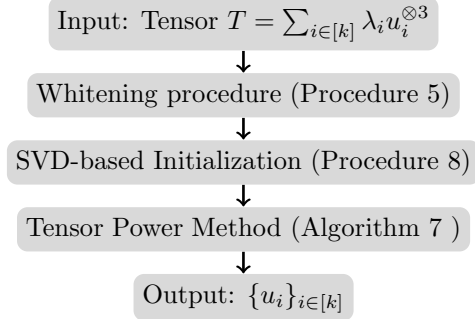 Input: Tensor $T = \sum_{i \in [k]} \lambda_i u_i^{\otimes 3}$
Whitening procedure (Procedure 5)
SVD-based Initialization (Procedure 8)
Tensor Power Method (Algorithm 7 )
Output: $\{u_i\}_{i \in [k]}$